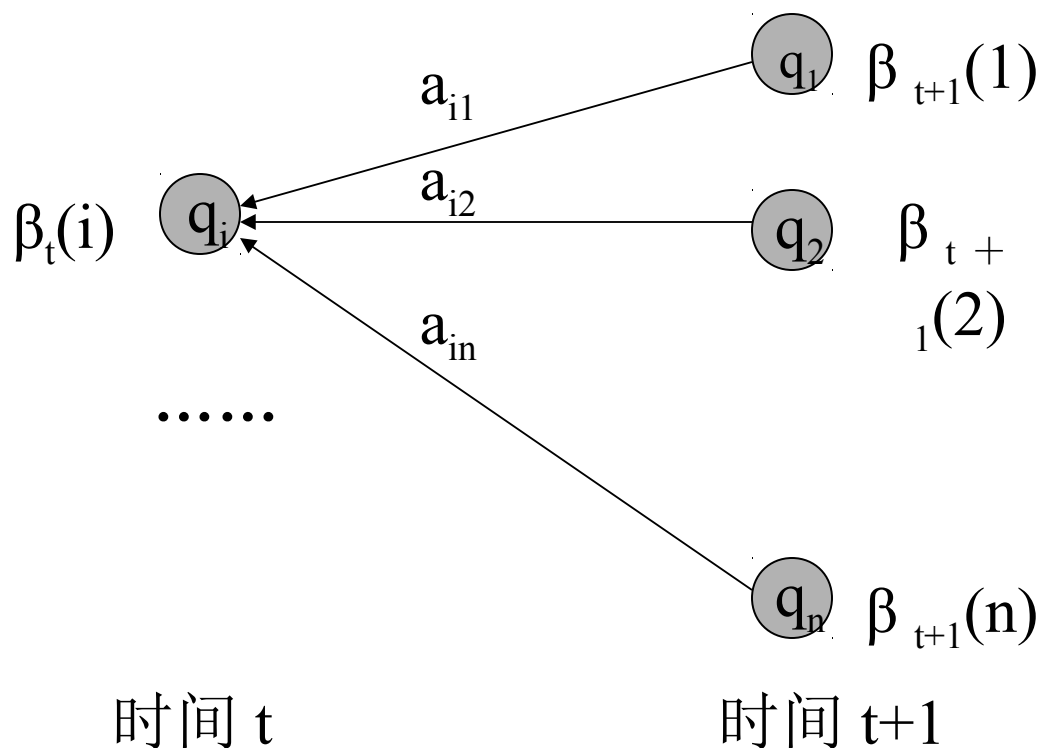 q₁ β t+1(1)
aᵢ₁
βₜ(i) qᵢ
aᵢ₂
q₂ β t +
1(2)
aᵢₙ
……
qₙ β t+1(n)
时间 t 时间 t+1